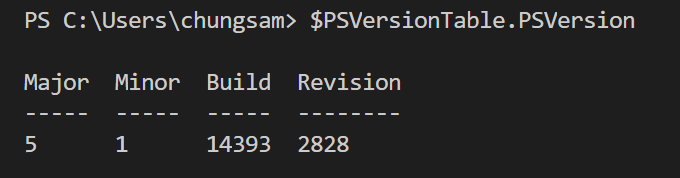 PS C:\Users\chungsam> $PSVersionTable.PSVersion
Major  Minor  Build  Revision
-----  -----  -----  --------
5      1      14393  2828